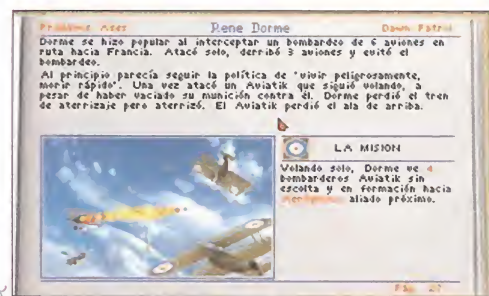 Próximo Ases
Rene Dorme
Dawn Patrol
Dorme se hizo popular al interceptar un bombardeo de 6 aviones en
ruta hacia Francia. Atacó solo, derribó 3 aviones y evitó el
bombardeo.
Al principio parecía seguir la política de "vivir peligrosamente,
morir rápido". Una vez atacó un Aviatik que siguió volando, a
pesar de haber vaciado su munición contra él. Dorme perdió el tren
de aterrizaje pero aterrizó. El Aviatik perdió el ala de arriba.
LA MISION
Volando solo, Dorme ve 4
bombarderos Aviatik sin
escolta y en formación hacia
aliado próximo.
Pág. 27